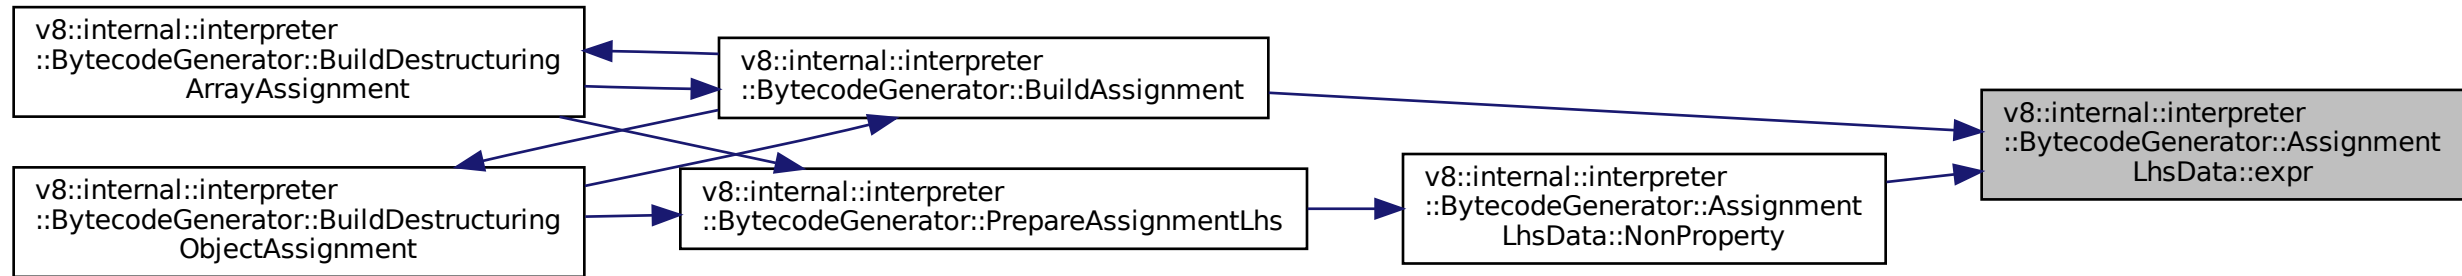 v8::internal::interpreter
::BytecodeGenerator::BuildDestructuring
ArrayAssignment
v8::internal::interpreter
::BytecodeGenerator::BuildDestructuring
ObjectAssignment
v8::internal::interpreter
::BytecodeGenerator::BuildAssignment
v8::internal::interpreter
::BytecodeGenerator::PrepareAssignmentLhs
v8::internal::interpreter
::BytecodeGenerator::Assignment
LhsData::NonProperty
v8::internal::interpreter
::BytecodeGenerator::Assignment
LhsData::expr